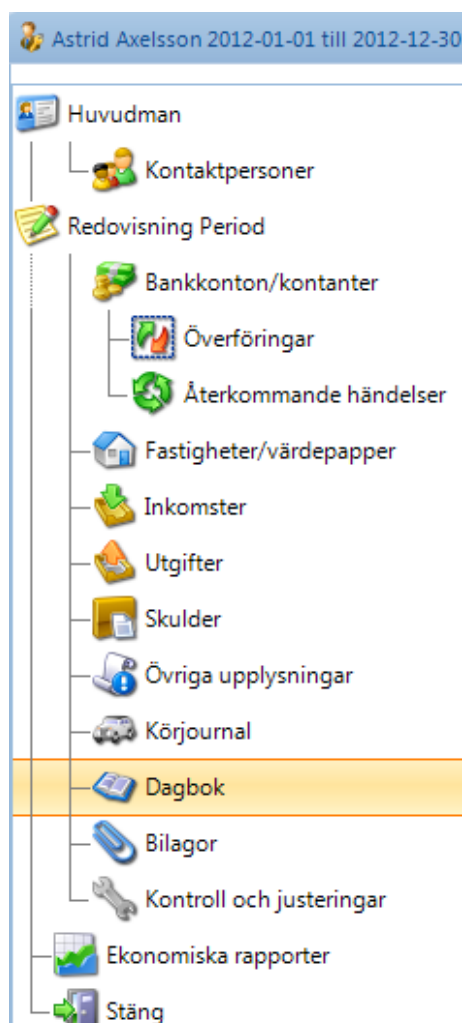 Astrid Axelsson 2012-01-01 till 2012-12-30
Huvudman
Kontaktpersoner
Redovisning Period
Bankkonton/kontanter
Överföringar
Återkommande händelser
Fastigheter/värdepapper
Inkomster
Utgifter
Skulder
Övriga upplysningar
Körjournal
Dagbok
Bilagor
Kontroll och justeringar
Ekonomiska rapporter
Stäng